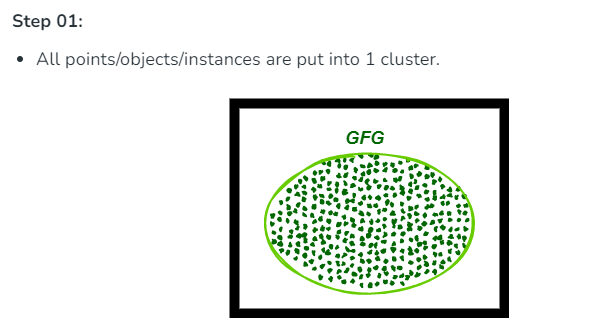 Step 01:
• All points/objects/instances are put into 1 cluster.
GFG